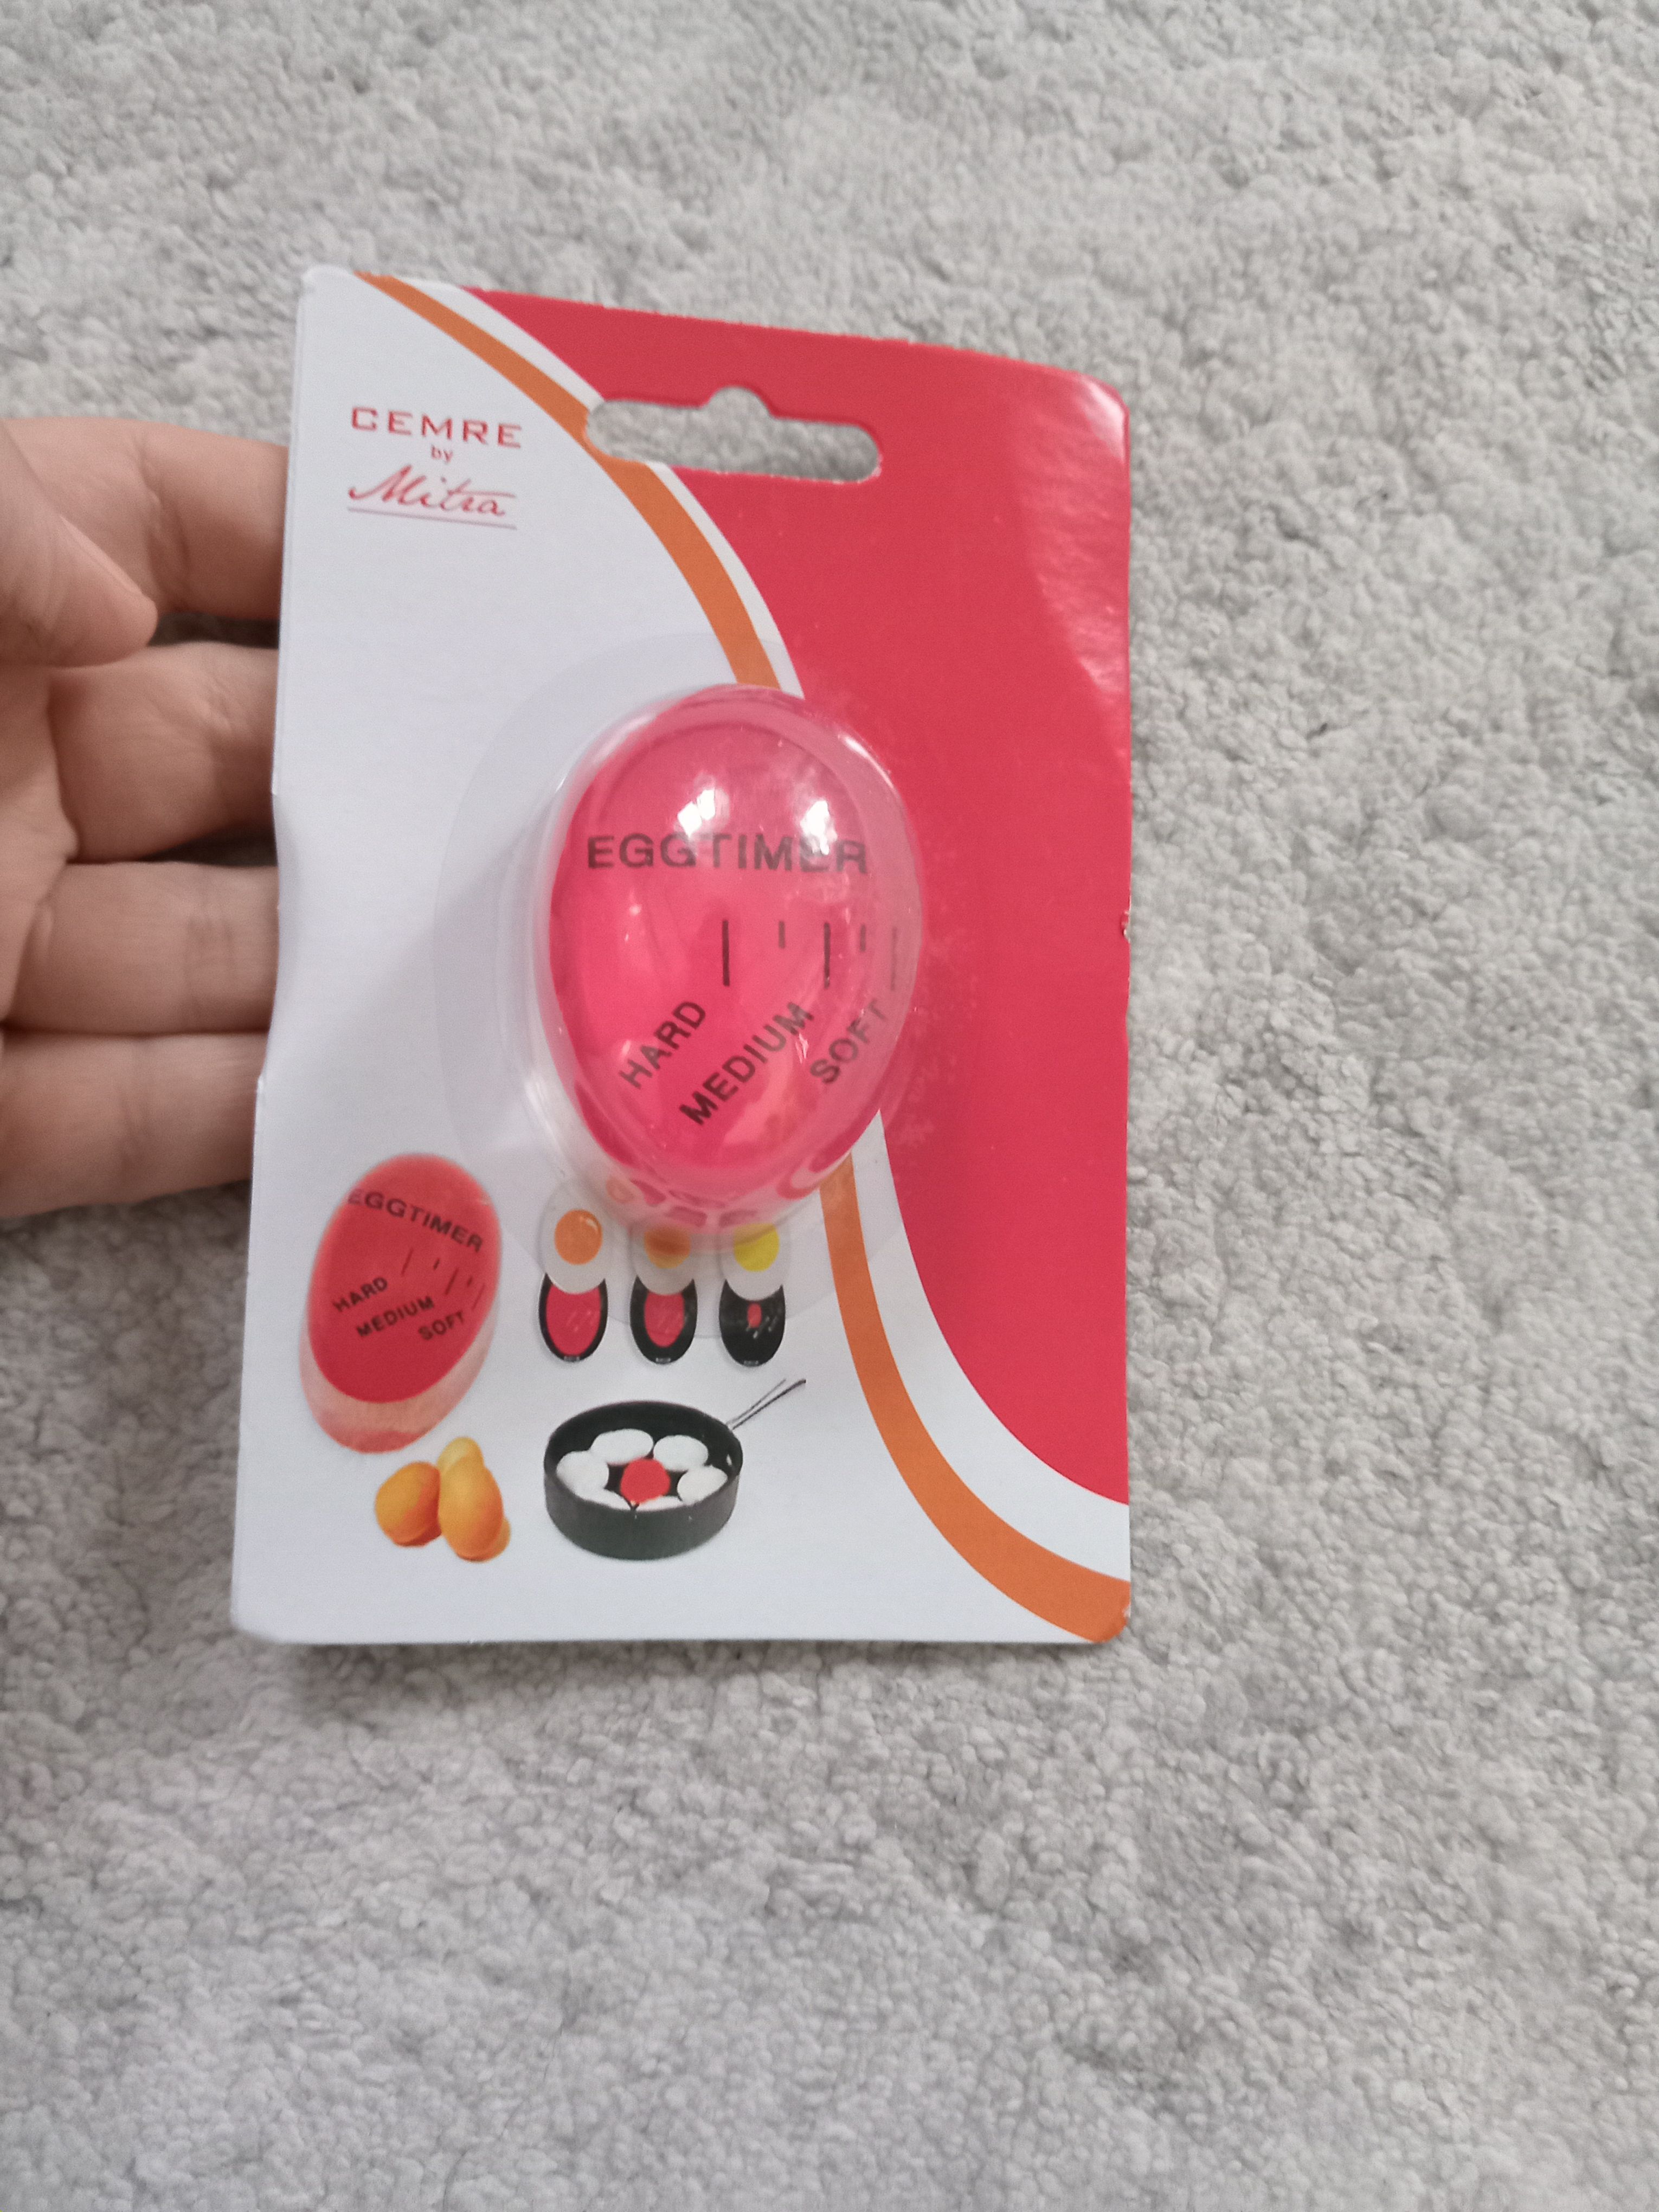 CEMRE
by
Mitra
EGGTIMER
HARD
MEDIUM
SOFT
EGGTIMER
HARD
MEDIUM
SOFT